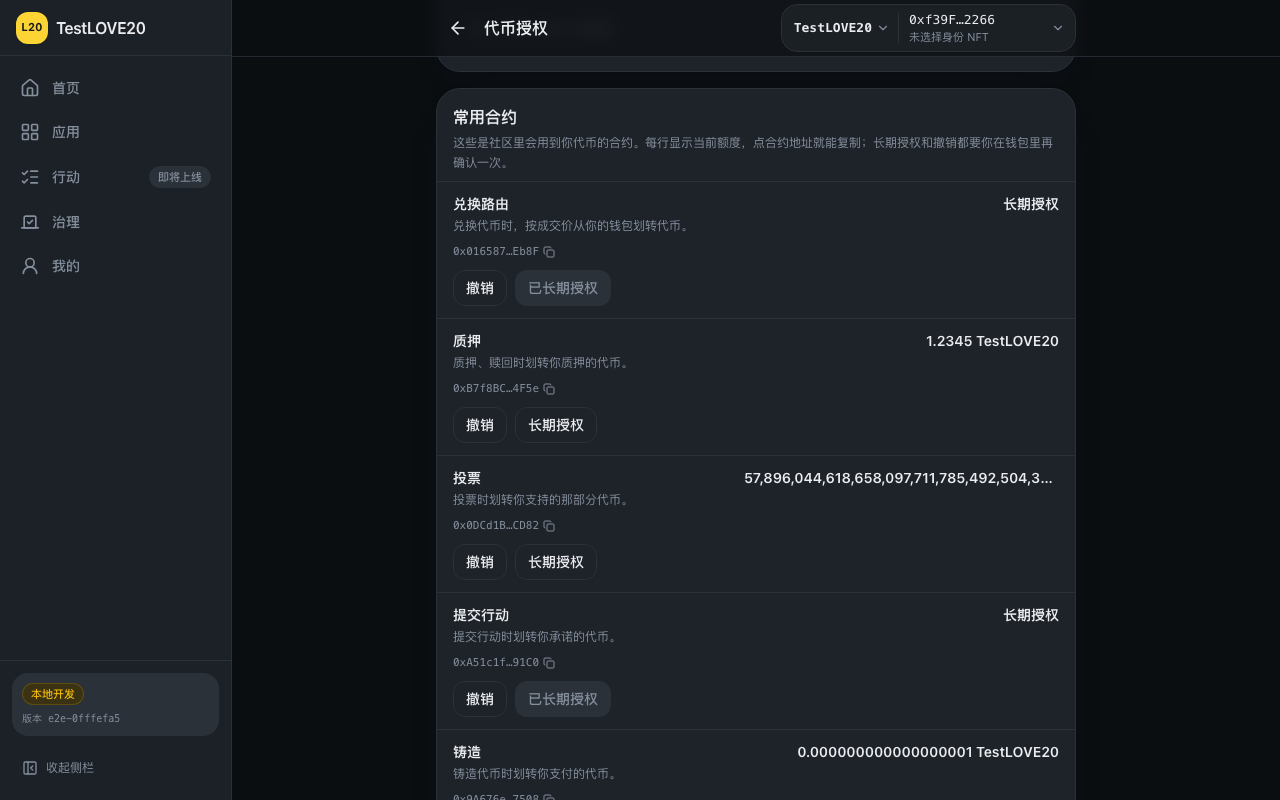 L20 TestLOVE20
首页
应用
行动 即将上线
治理
我的
本地开发
版本 e2e-0fffefa5
收起侧栏
代币授权
TestLOVE20
0xf39F…2266
未选择身份 NFT
常用合约
这些是社区里会用到你代币的合约。每行显示当前额度，点合约地址就能复制；长期授权和撤销都要你在钱包里再
确认一次。
兑换路由 长期授权
兑换代币时，按成交价从你的钱包划转代币。
0x016587…Eb8F
撤销 已长期授权
质押 1.2345 TestLOVE20
质押、赎回时划转你质押的代币。
0xB7f8BC…4F5e
撤销 长期授权
投票 57,896,044,618,658,097,711,785,492,504,3...
投票时划转你支持的那部分代币。
0x0DCd1B…CD82
撤销 长期授权
提交行动 长期授权
提交行动时划转你承诺的代币。
0xA51c1f…91C0
撤销 已长期授权
铸造 0.000000000000000001 TestLOVE20
铸造代币时划转你支付的代币。
0x9A676e…7508